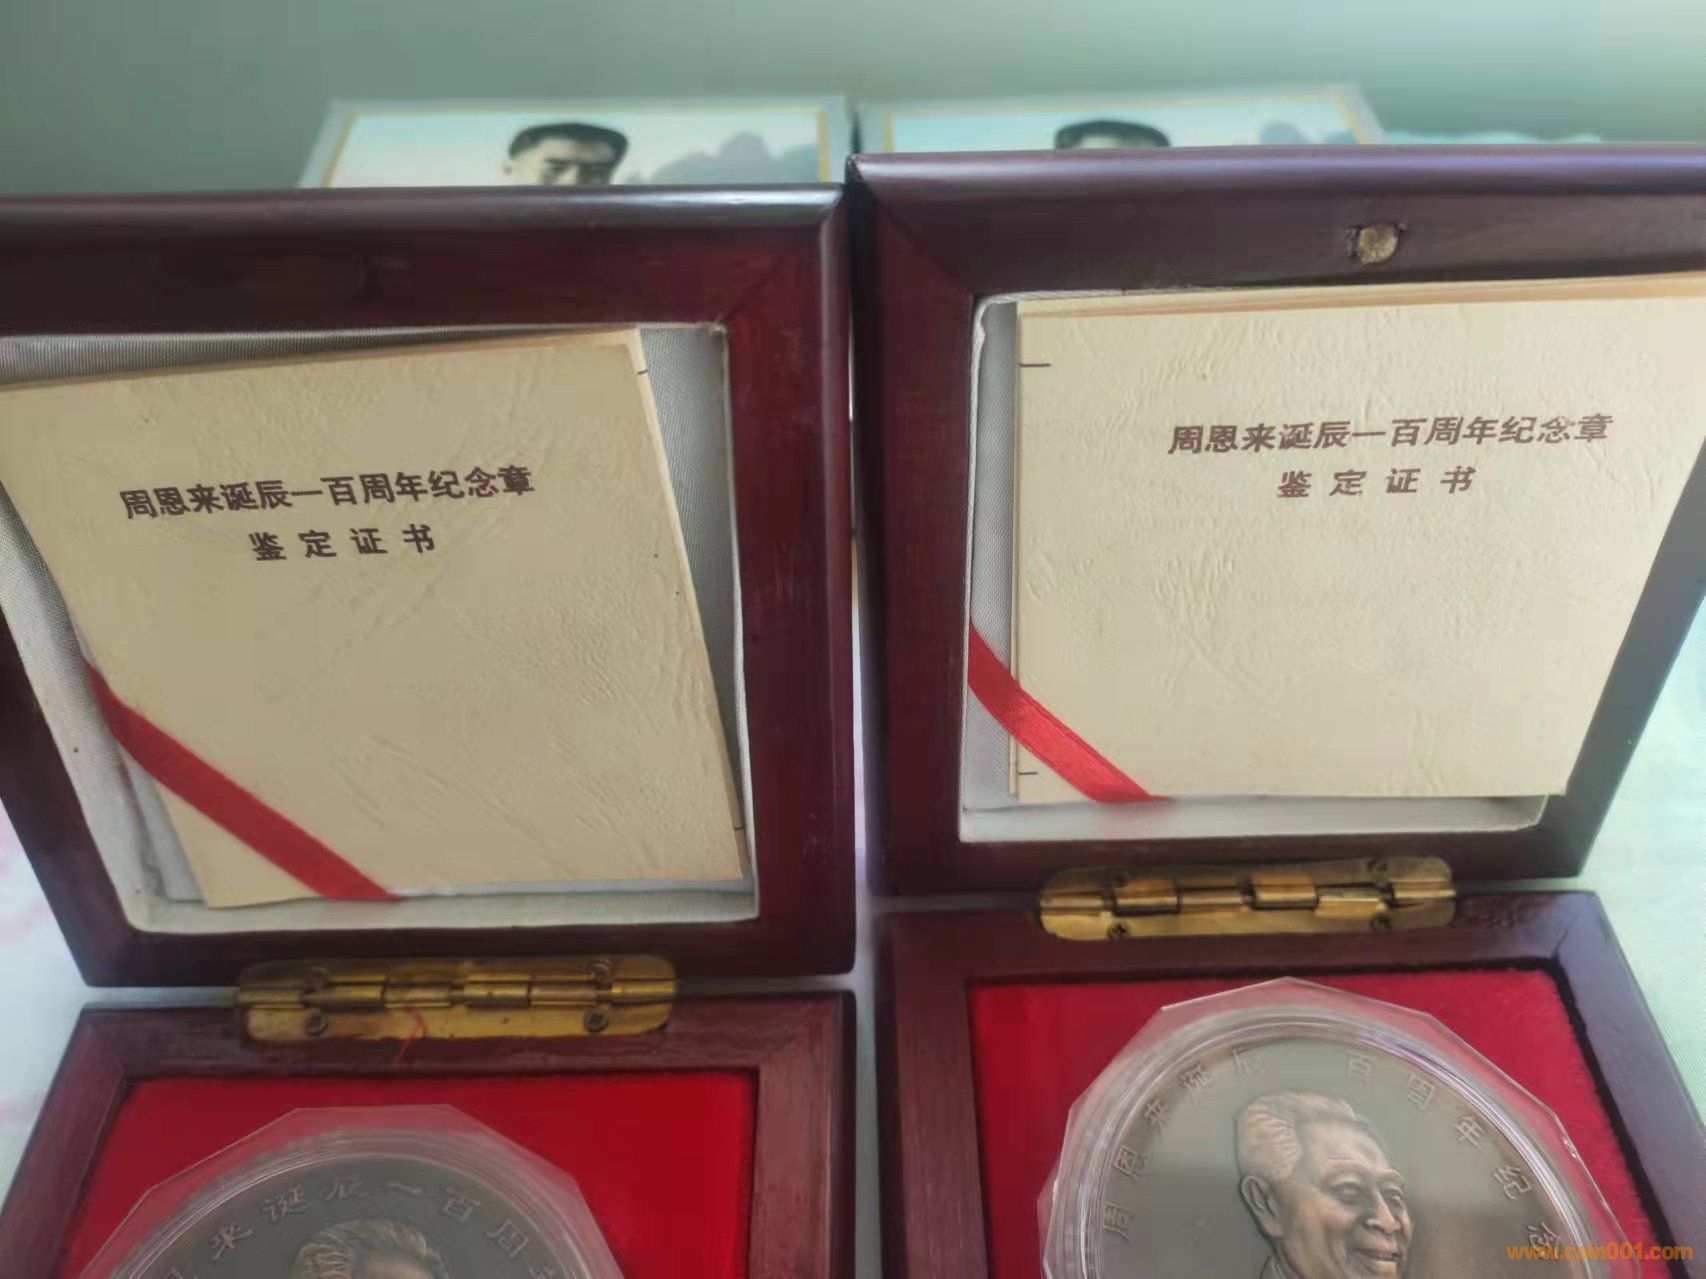 周恩来诞辰一百周年纪念章
鉴定证书
周恩来诞辰一百周年纪念章
鉴定证书
来诞辰一百周
周恩来诞辰一百周年纪念
www.coin001.com